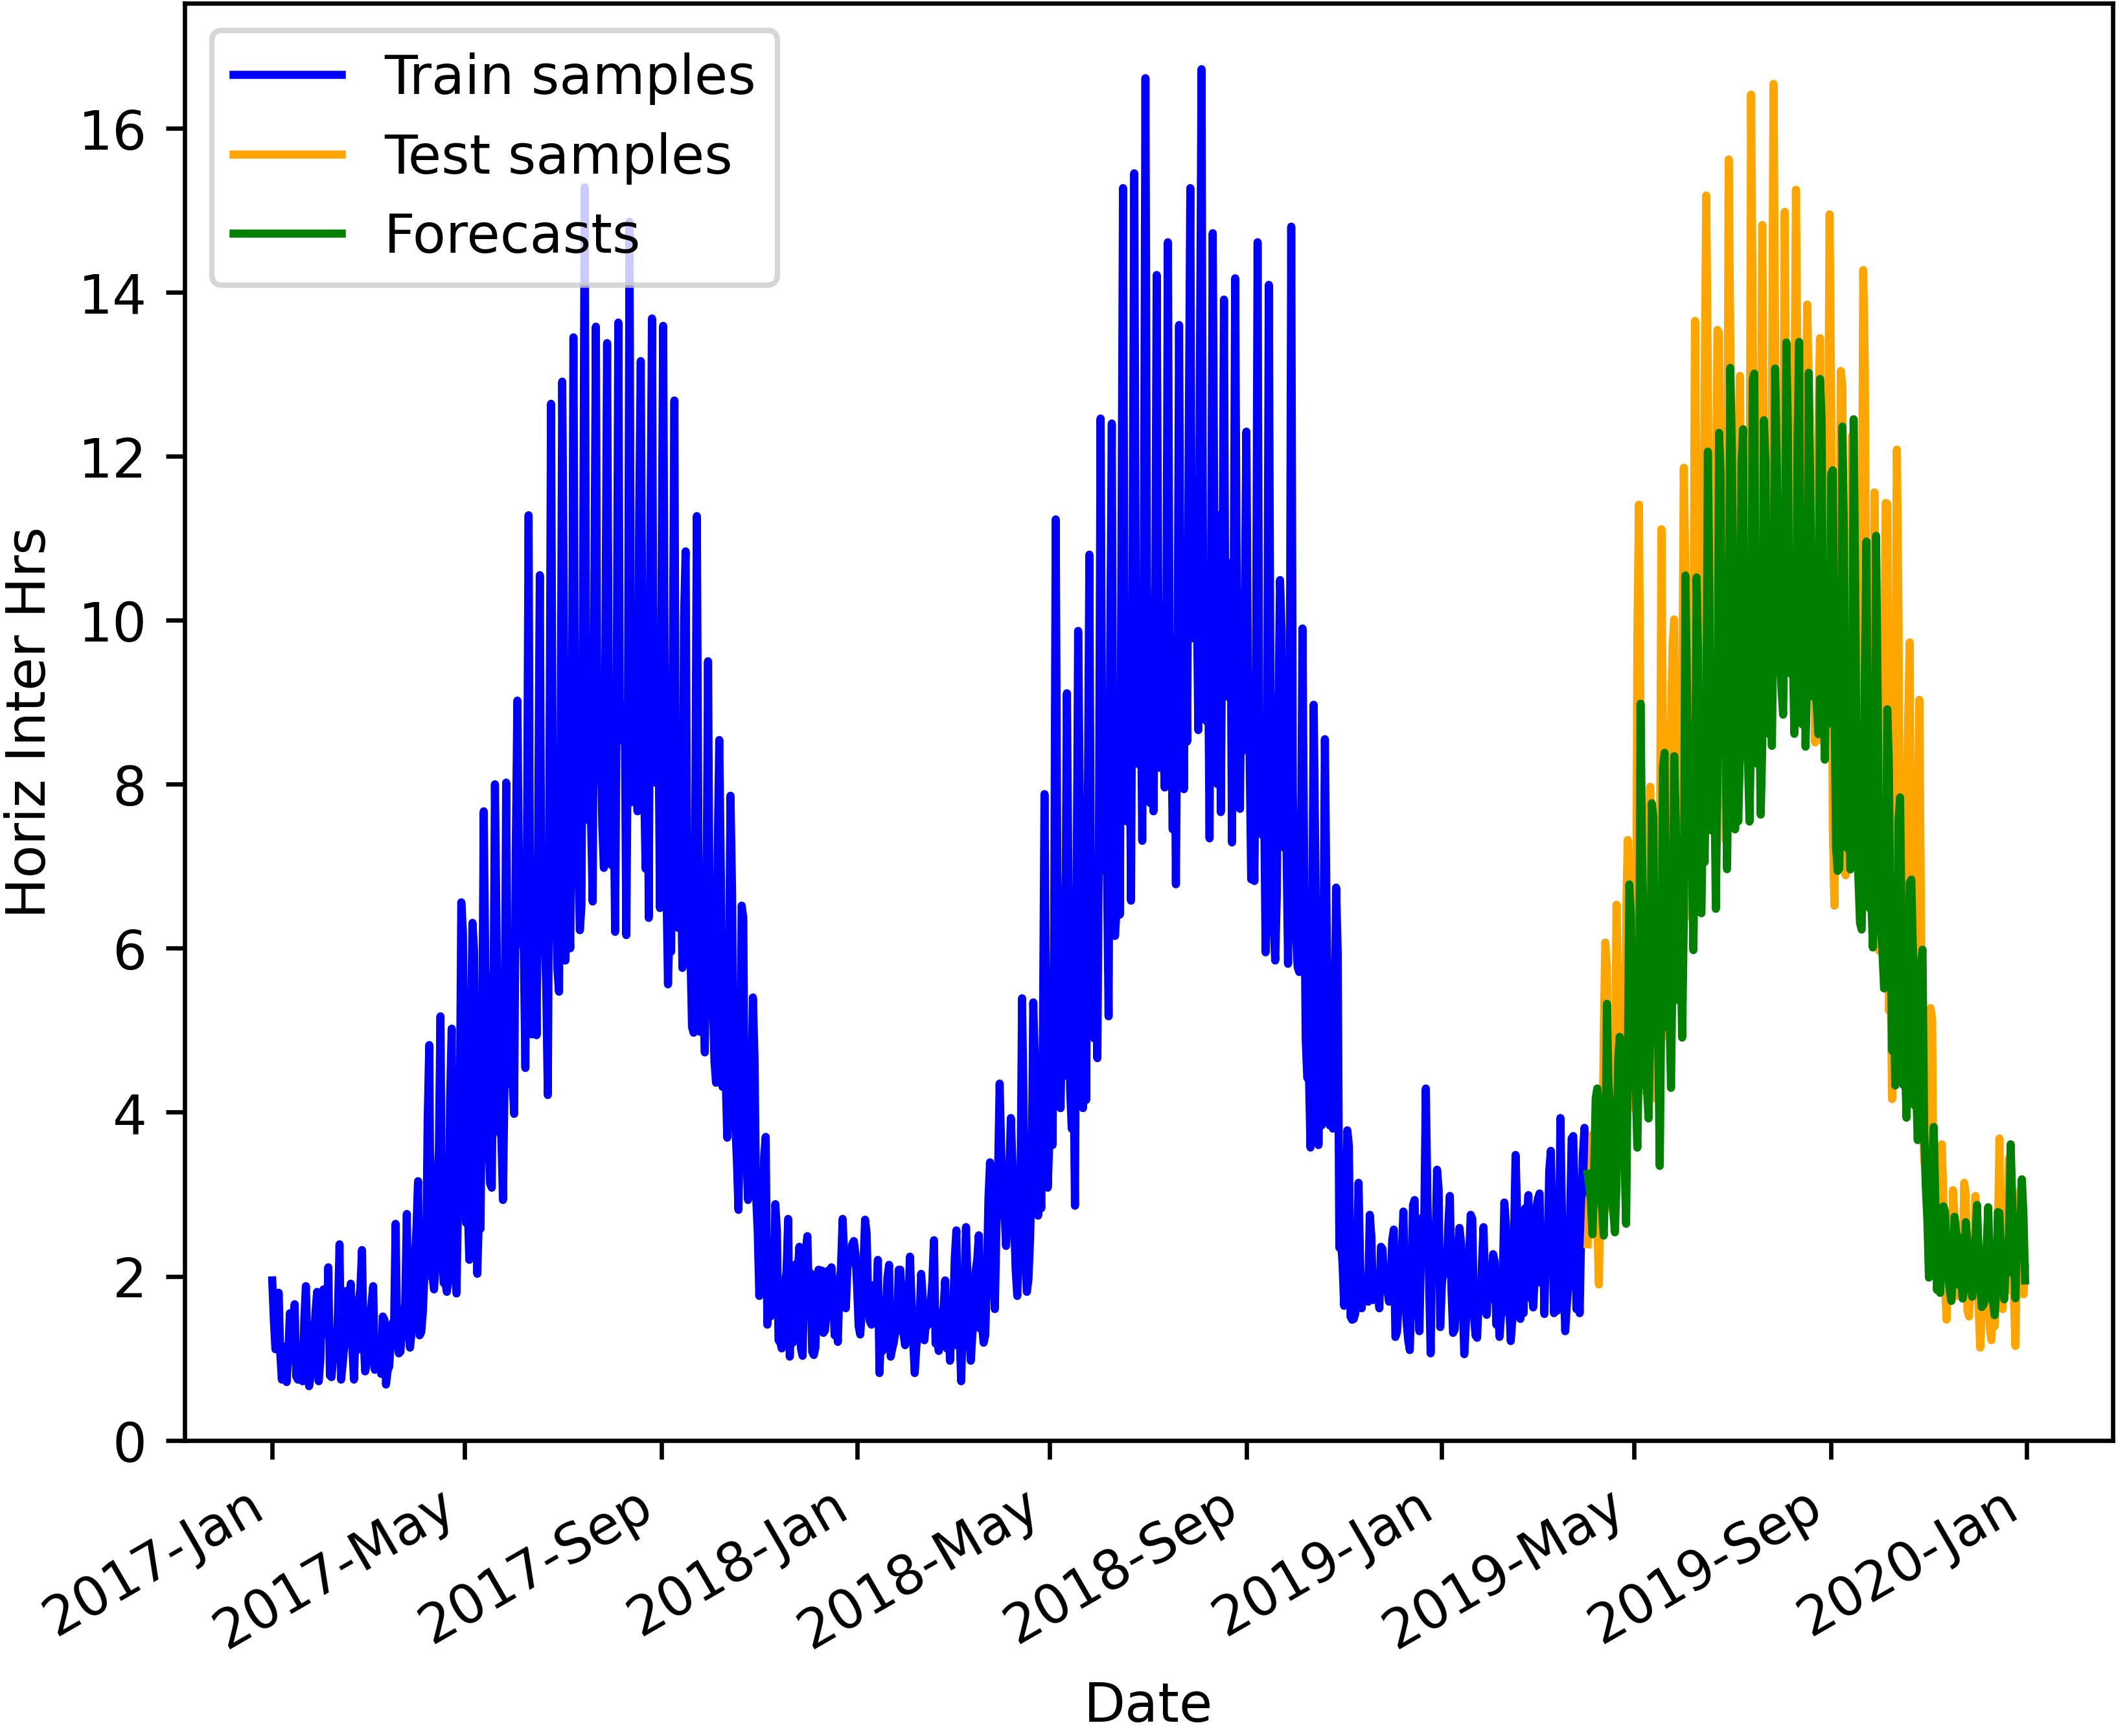 Train samples
Test samples
Forecasts
16
14
12
10
8
6
4
2
0
Horiz Inter Hrs
2017-Jan
2017-May
2017-Sep
2018-Jan
2018-May
2018-Sep
2019-Jan
2019-May
2019-Sep
2020-Jan
Date